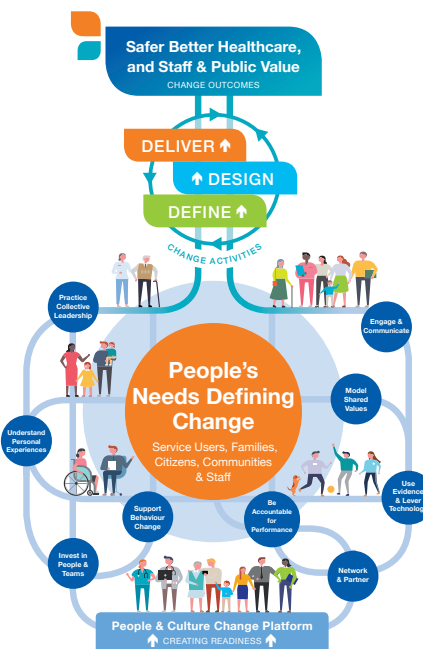 Safer Better Healthcare,
and Staff & Public Value
CHANGE OUTCOMES
DELIVER
DESIGN
DEFINE
CHANGE ACTIVITIES
Practice
Collective
Leadership
Engage &
Communicate
People's
Needs Defining
Change
Service Users, Families,
Citizens, Communities
& Staff
Model
Shared
Values
Understand
Personal
Experiences
Use
Evidence
& Lever
Technolog
Support
Behaviour
Change
Be
Accountable
for
Performance
Invest in
People &
Teams
Network
& Partner
People & Culture Change Platform
CREATING READINESS